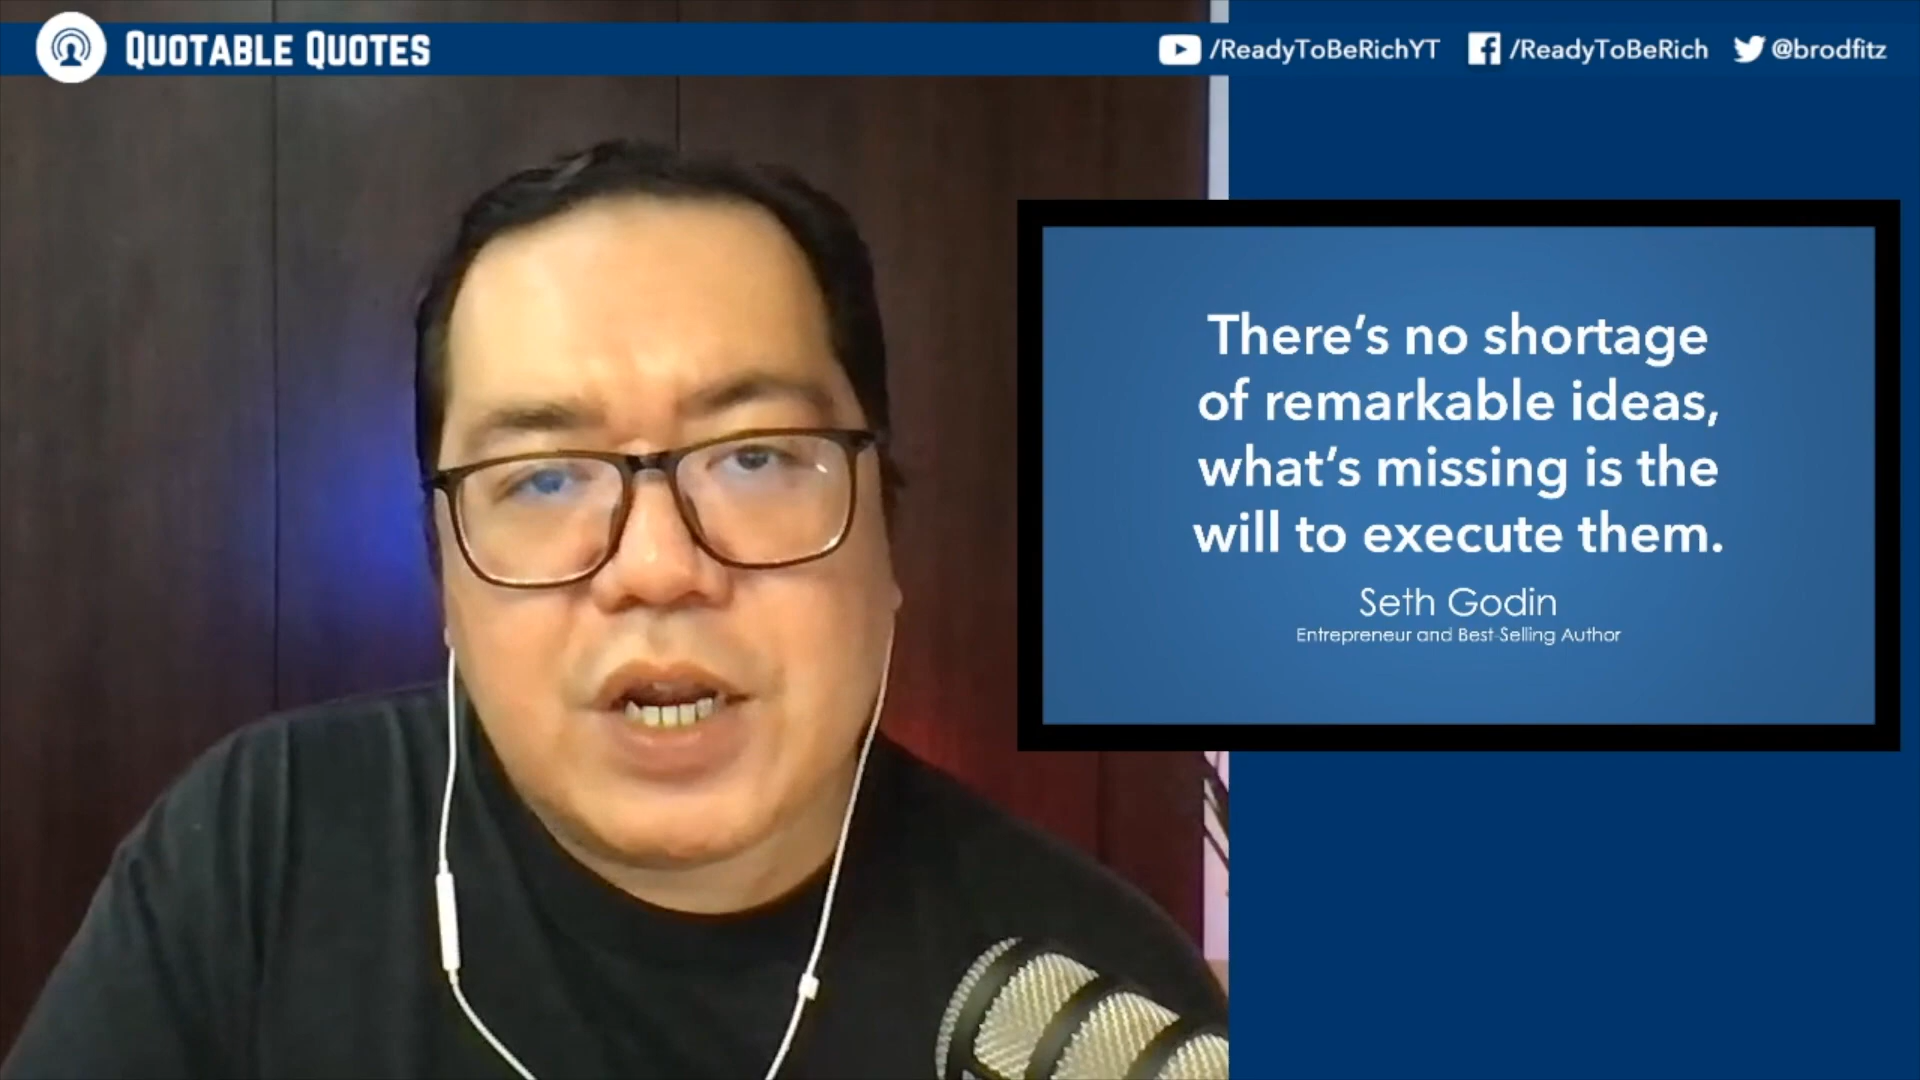 QUOTABLE QUOTES
/ReadyToBeRichYT
/ReadyToBeRich
@brodfitz
There’s no shortage
of remarkable ideas,
what’s missing is the
will to execute them.
Seth Godin
Entrepreneur and Best-Selling Author